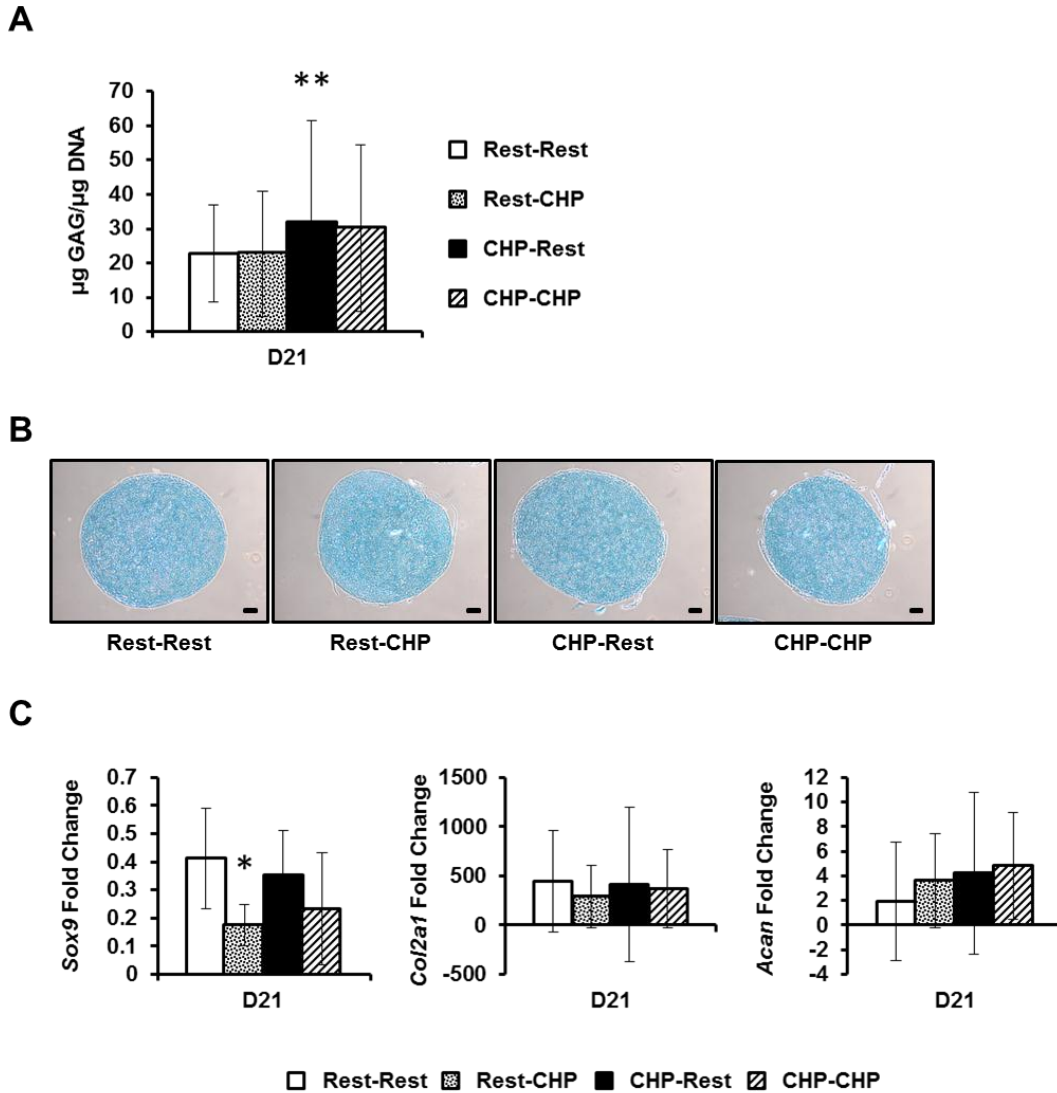 A
**
70
60
50
40
30
20
10
0
µg GAG/µg DNA
D21
Rest-Rest
Rest-CHP
CHP-Rest
CHP-CHP
B
Rest-Rest
Rest-CHP
CHP-Rest
CHP-CHP
C
Sox9 Fold Change
0.7
0.6
0.5
0.4
0.3
0.2
0.1
0
*
D21
Col2a1 Fold Change
1500
1000
500
0
-500
D21
Acan Fold Change
12
10
8
6
4
2
0
-2
-4
D21
Rest-Rest Rest-CHP CHP-Rest CHP-CHP